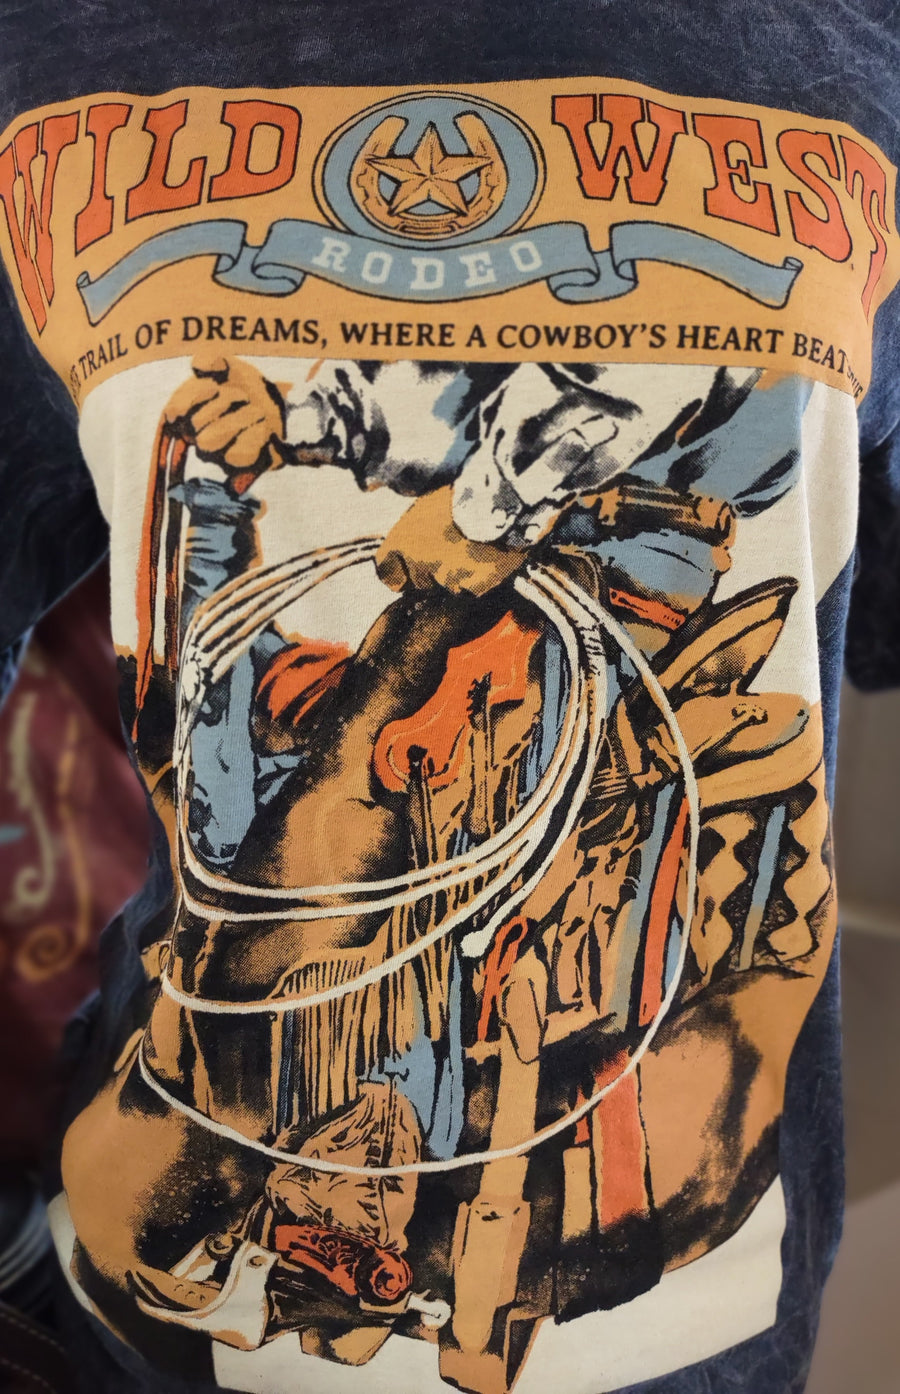 WILD WEST
RODEO
TRAIL OF DREAMS, WHERE A COWBOY'S HEART BEATS